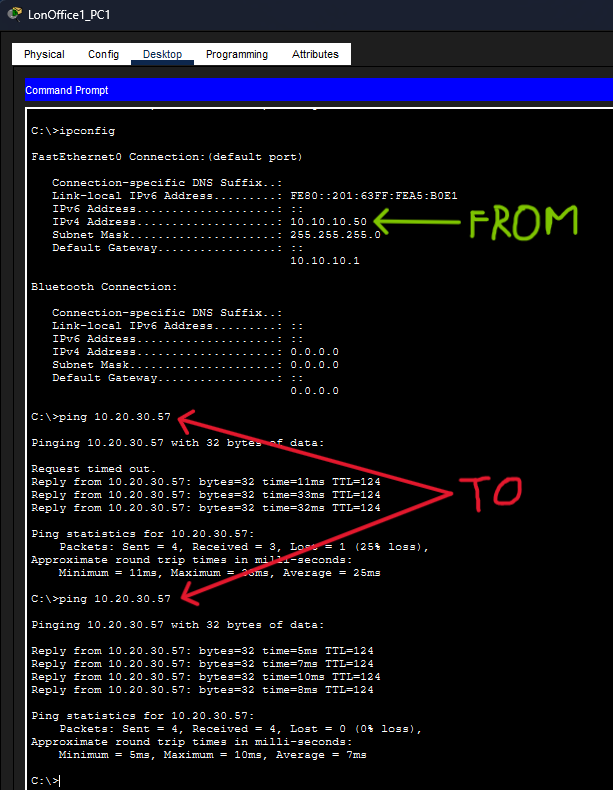 LonOffice1_PC1
Physical Config Desktop Programming Attributes
Command Prompt
C:\>ipconfig
FastEthernet0 Connection:(default port)
Connection-specific DNS Suffix..:
Link-local IPv6 Address.........: FE80::201:63FF:FEA5:B0E1
IPv6 Address....................: ::
IPv4 Address....................: 10.10.10.50
FROM
Subnet Mask.....................: 255.255.255.0
Default Gateway.................: ::
10.10.10.1
Bluetooth Connection:
Connection-specific DNS Suffix..:
Link-local IPv6 Address.........: ::
IPv6 Address....................: ::
IPv4 Address....................: 0.0.0.0
Subnet Mask.....................: 0.0.0.0
Default Gateway.................: ::
0.0.0.0
C:\>ping 10.20.30.57
Pinging 10.20.30.57 with 32 bytes of data:
Request timed out.
Reply from 10.20.30.57: bytes=32 time=11ms TTL=124
Reply from 10.20.30.57: bytes=32 time=33ms TTL=124
TO
Reply from 10.20.30.57: bytes=32 time=32ms TTL=124
Ping statistics for 10.20.30.57:
Packets: Sent = 4, Received = 3, Lost = 1 (25% loss),
Approximate round trip times in milli-seconds:
Minimum = 11ms, Maximum = 33ms, Average = 25ms
C:\>ping 10.20.30.57
Pinging 10.20.30.57 with 32 bytes of data:
Reply from 10.20.30.57: bytes=32 time=5ms TTL=124
Reply from 10.20.30.57: bytes=32 time=7ms TTL=124
Reply from 10.20.30.57: bytes=32 time=10ms TTL=124
Reply from 10.20.30.57: bytes=32 time=8ms TTL=124
Ping statistics for 10.20.30.57:
Packets: Sent = 4, Received = 4, Lost = 0 (0% loss),
Approximate round trip times in milli-seconds:
Minimum = 5ms, Maximum = 10ms, Average = 7ms
C:\>